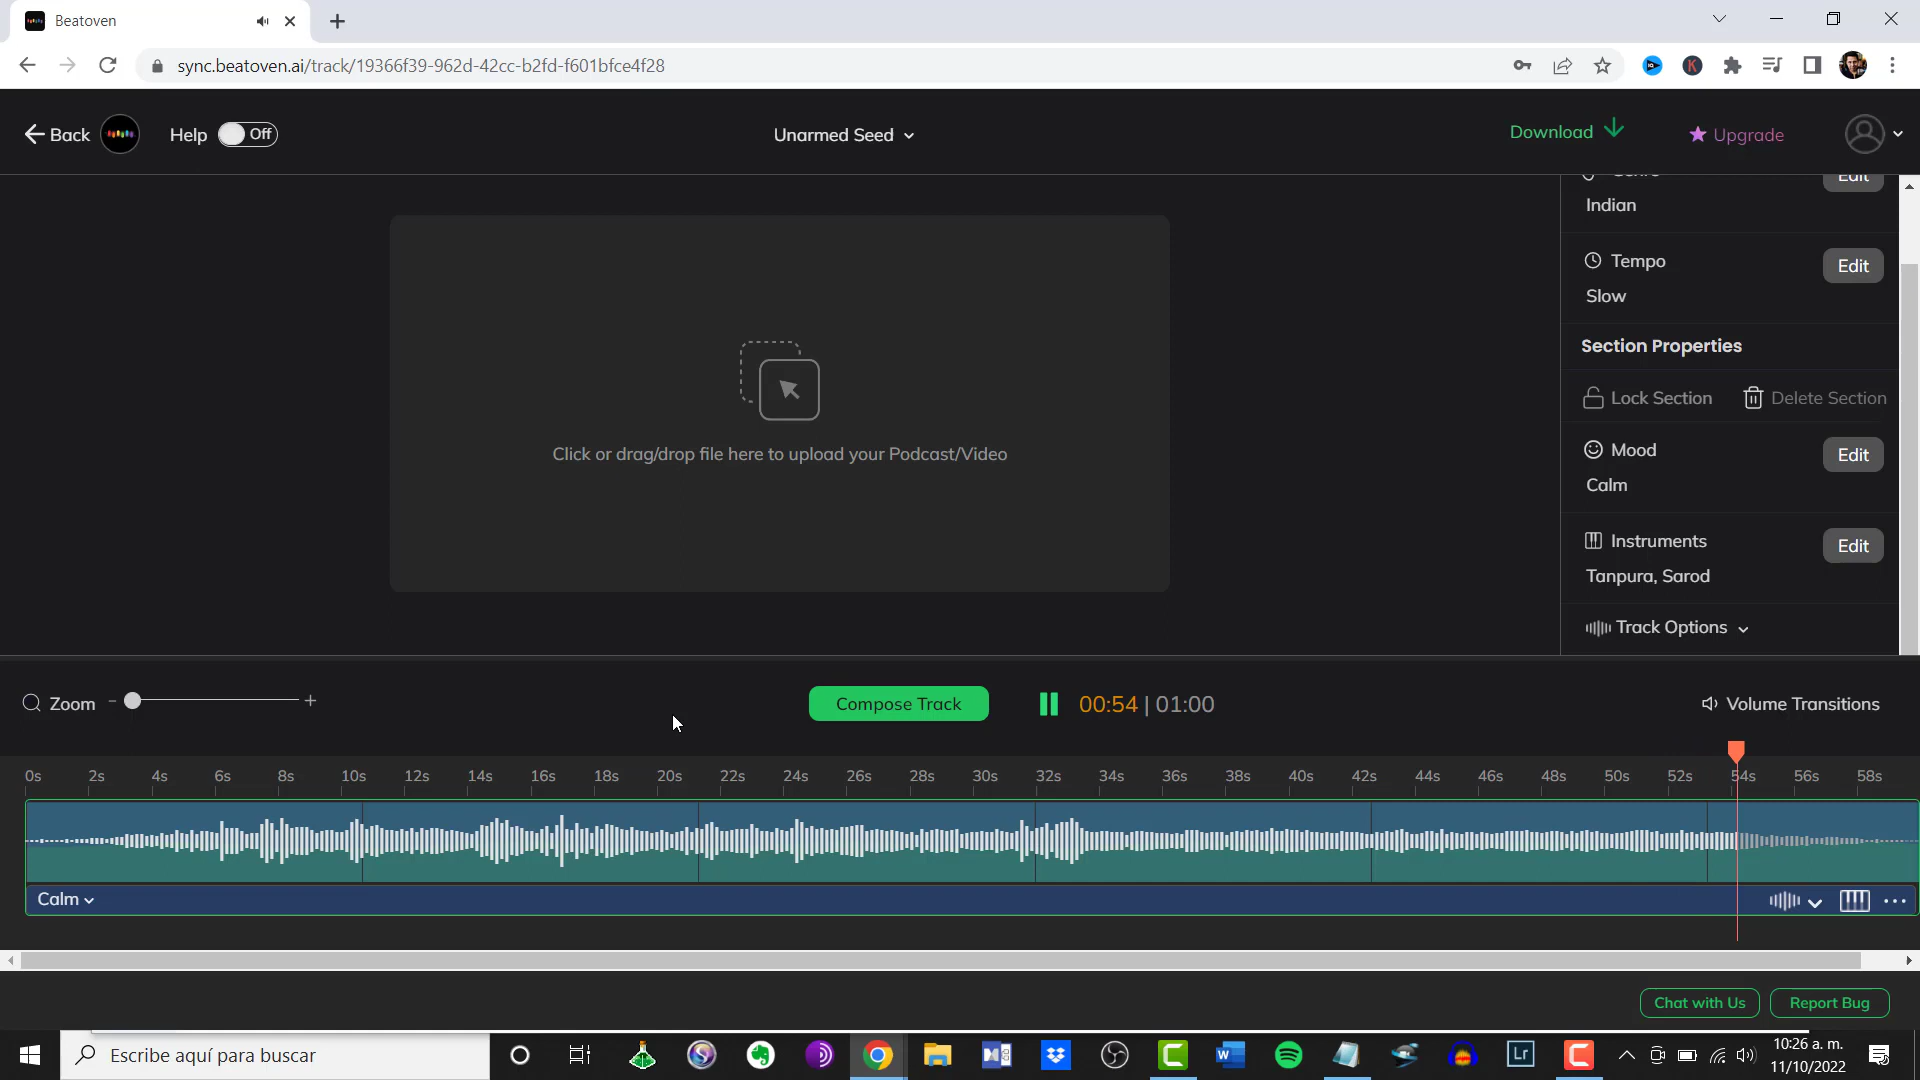 Beatoven
sync.beatoven.ai/track/19366f39-962d-42cc-b2fd-f601bfce4f28
Back
Help
Off
Unarmed Seed
Download
Upgrade
Genre
Edit
Indian
Tempo
Edit
Slow
Section Properties
Lock Section
Delete Section
Mood
Edit
Calm
Instruments
Edit
Tanpura, Sarod
Track Options
Click or drag/drop file here to upload your Podcast/Video
Zoom - +
Compose Track
00:54 | 01:00
Volume Transitions
0s 2s 4s 6s 8s 10s 12s 14s 16s 18s 20s 22s 24s 26s 28s 30s 32s 34s 36s 38s 40s 42s 44s 46s 48s 50s 52s 54s 56s 58s
Calm
Chat with Us
Report Bug
Escribe aquí para buscar
Lr
10:26 a. m.
11/10/2022